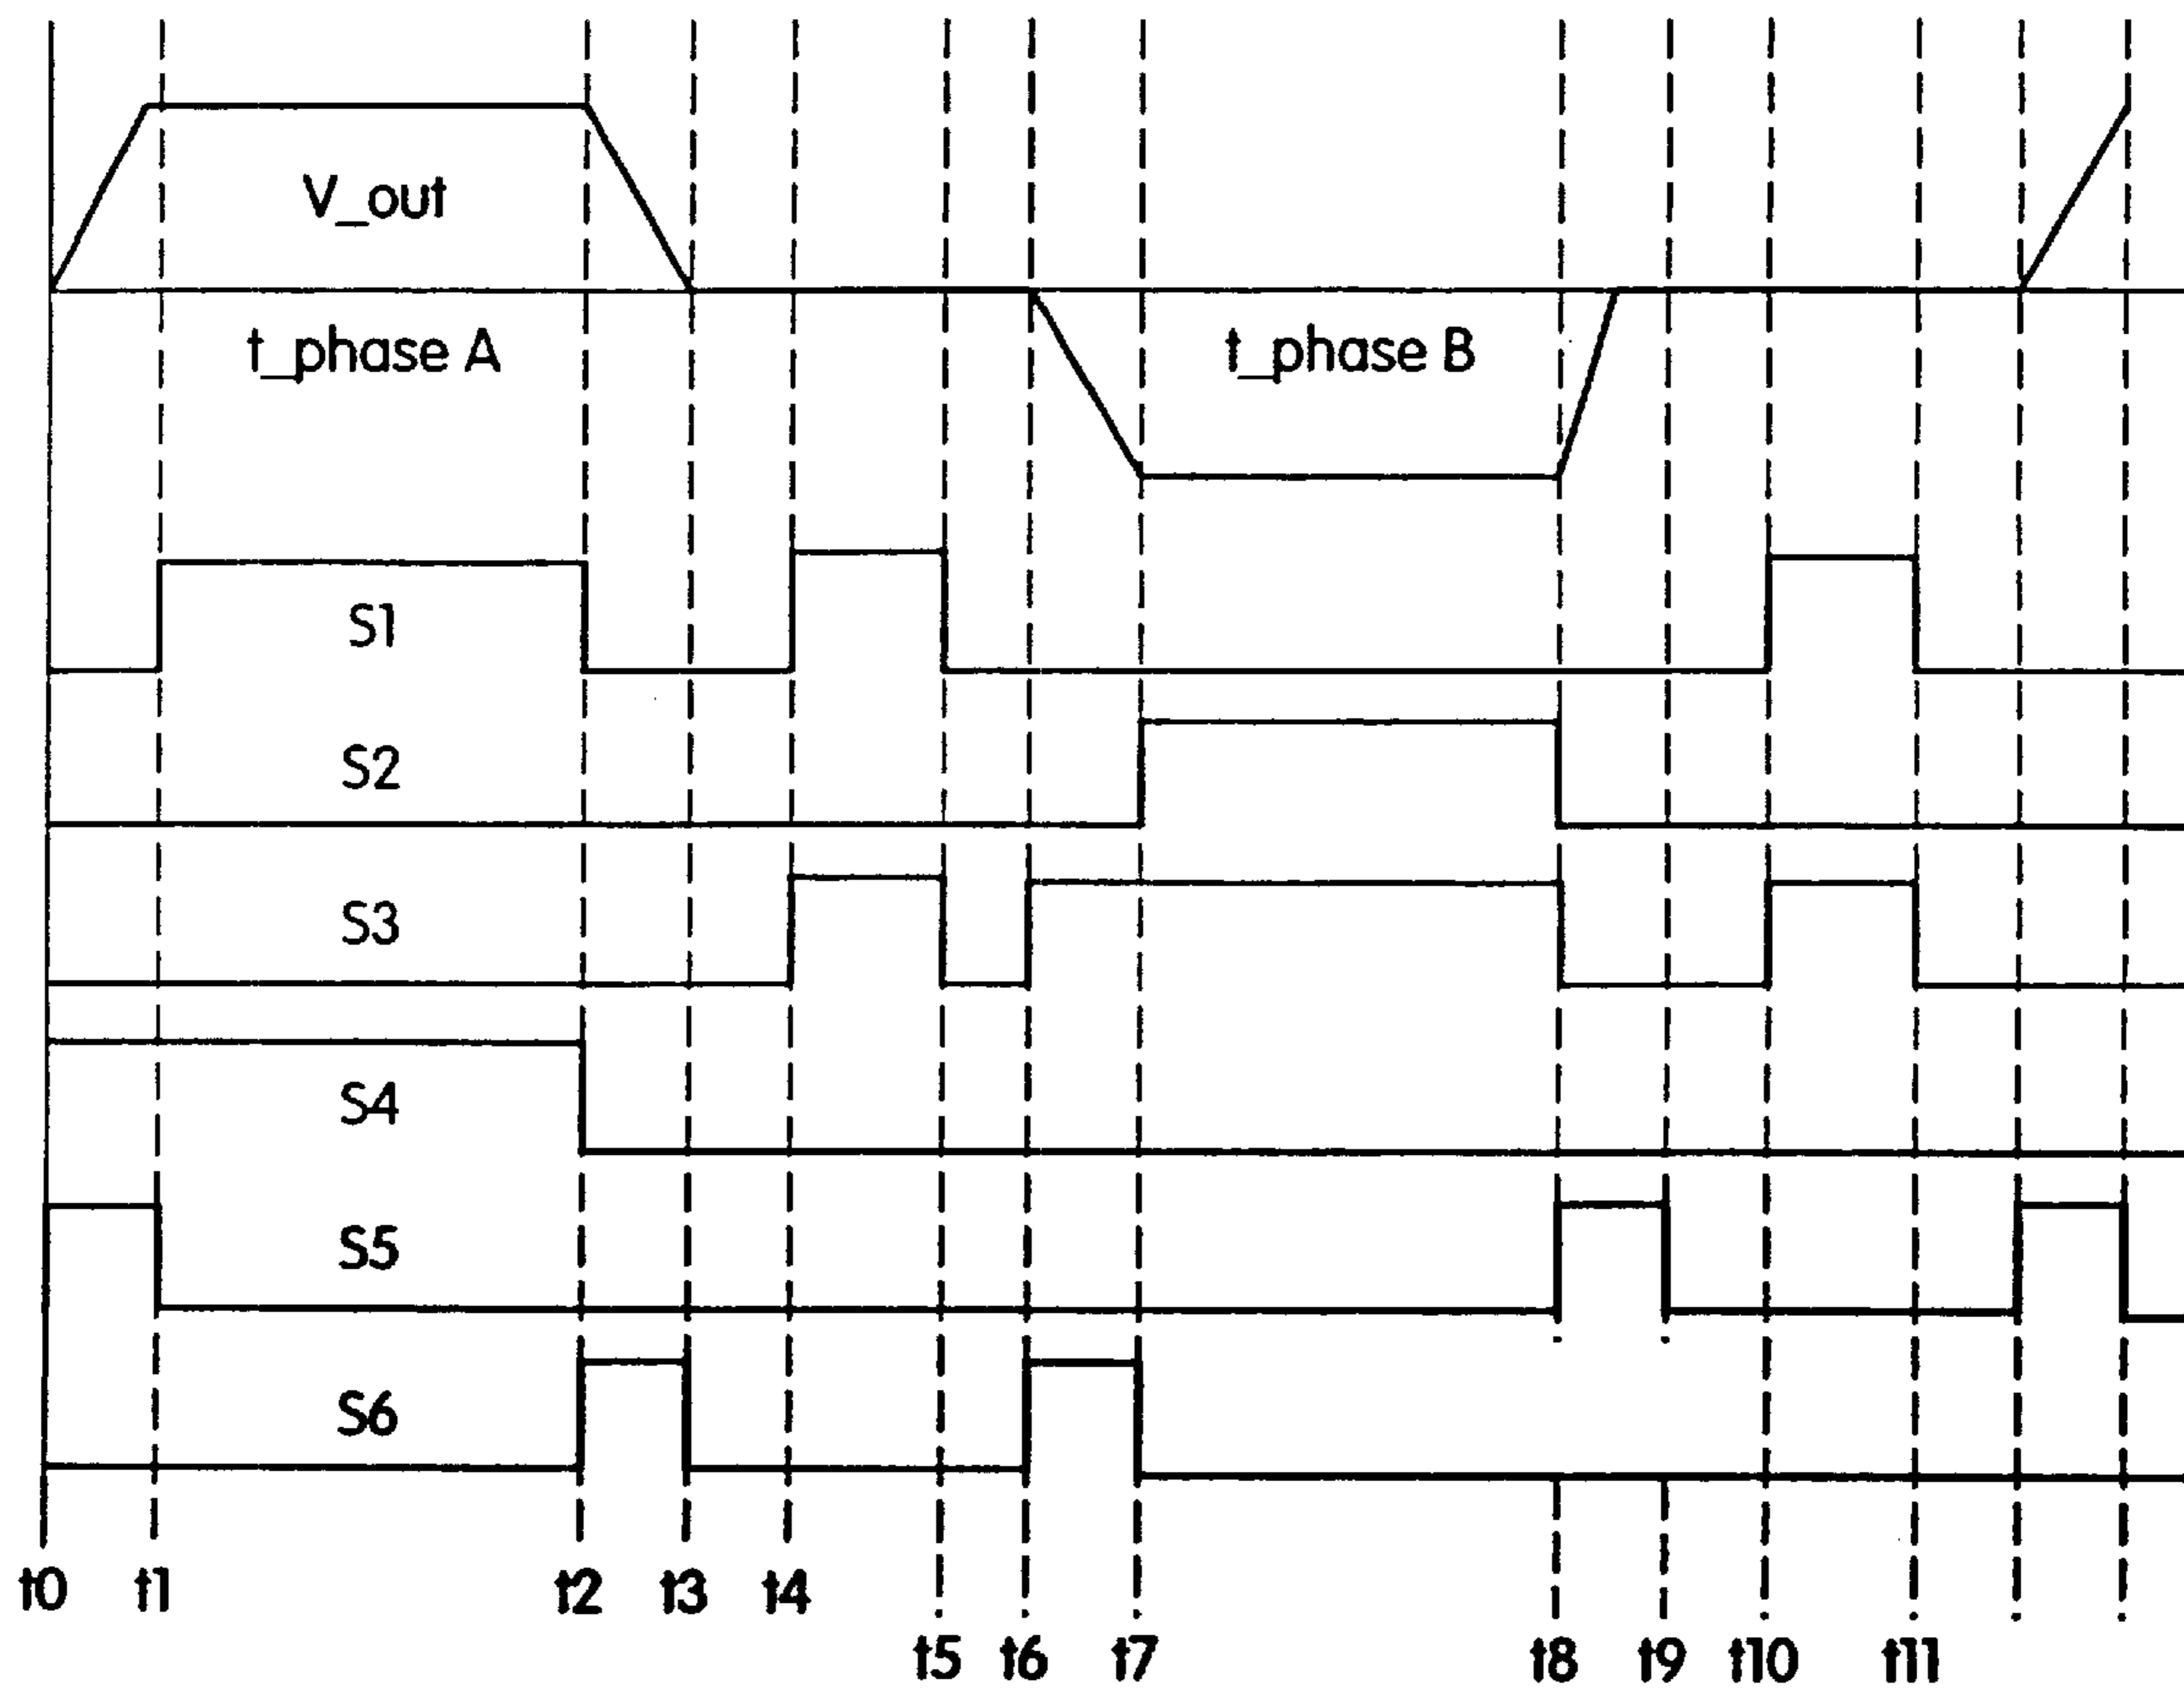 V_out
t_phase A
t_phase B
S1
S2
S3
S4
S5
S6
t0 t1 t2 t3 t4
t5 t6 t7 t8 t9 t10 t11